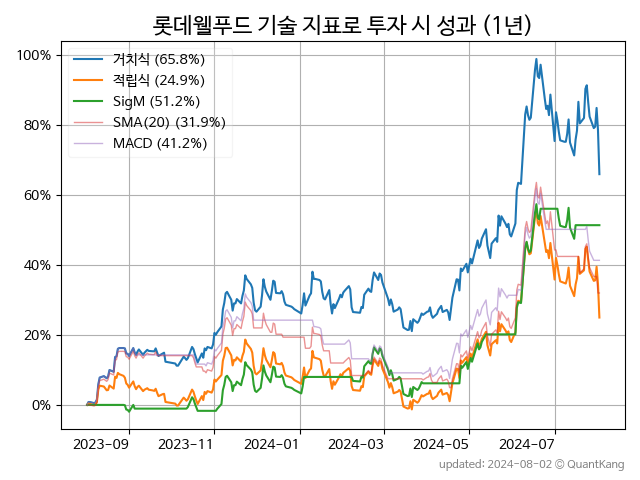 롯데웰푸드 기술 지표로 투자 시 성과 (1년)
거치식 (65.8%)
적립식 (24.9%)
SigM (51.2%)
SMA(20) (31.9%)
MACD (41.2%)
100%
80%
60%
40%
20%
0%
2023-09
2023-11
2024-01
2024-03
2024-05
2024-07
updated: 2024-08-02 © QuantKang